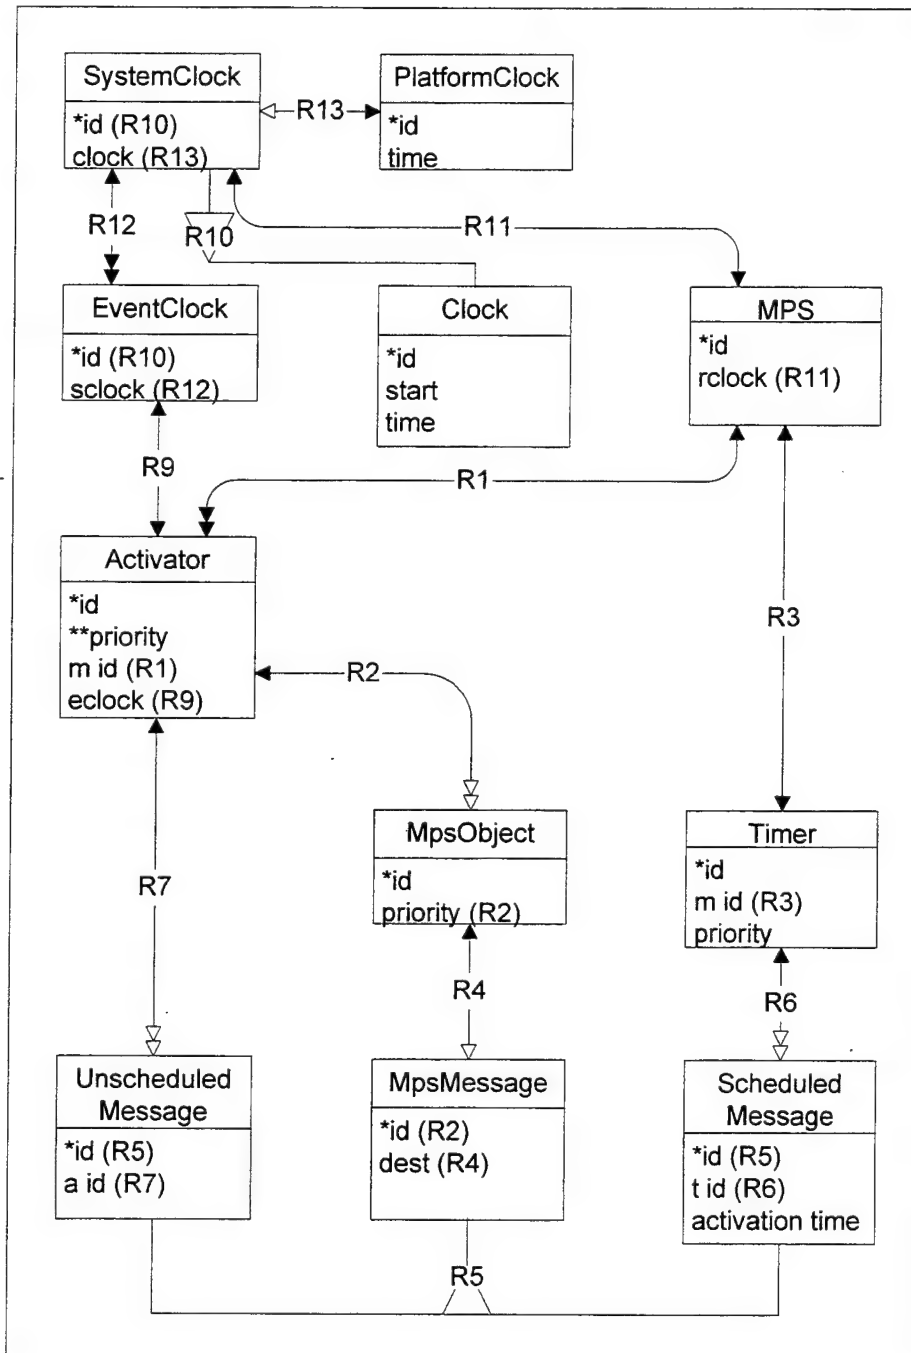 SystemClock
*id (R10)
clock (R13)
R13
PlatformClock
*id
time
R12
R10
R11
EventClock
*id (R10)
sclock (R12)
Clock
*id
start
time
MPS
*id
rclock (R11)
R9
R1
Activator
*id
**priority
m id (R1)
eclock (R9)
R2
R3
MpsObject
*id
priority (R2)
Timer
*id
m id (R3)
priority
R7
R4
R6
Unscheduled
Message
*id (R5)
a id (R7)
MpsMessage
*id (R2)
dest (R4)
Scheduled
Message
*id (R5)
t id (R6)
activation time
R5